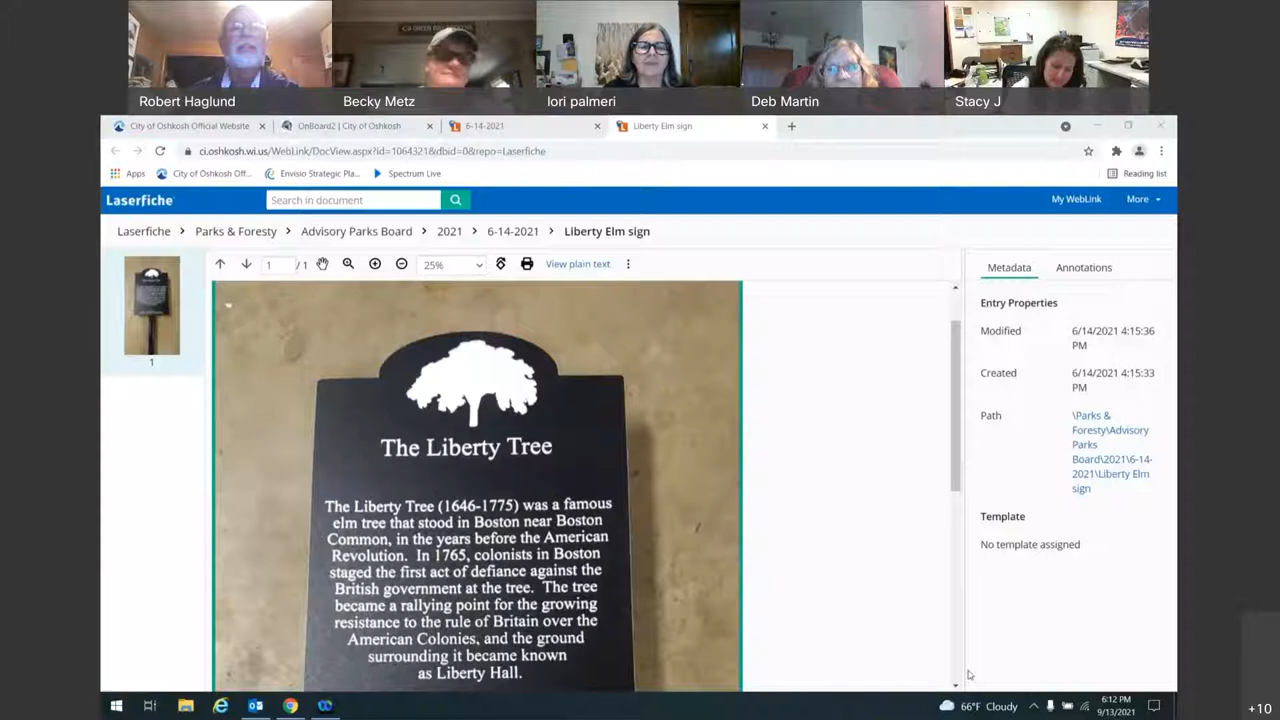 Robert Haglund
Becky Metz
lori palmeri
Deb Martin
Stacy J
City of Oshkosh Official Website
OnBoard2 | City of Oshkosh
6-14-2021
Liberty Elm sign
ci.oshkosh.wi.us/WebLink/DocView.aspx?id=1064321&dbid=0&repo=Laserfiche
Apps
City of Oshkosh Off...
Envisio Strategic Pla...
Spectrum Live
Reading list
Laserfiche
Search in document
My WebLink
More
Laserfiche > Parks & Foresty > Advisory Parks Board > 2021 > 6-14-2021 > Liberty Elm sign
1 / 1
25%
View plain text
1
The Liberty Tree
The Liberty Tree (1646-1775) was a famous
elm tree that stood in Boston near Boston
Common, in the years before the American
Revolution. In 1765, colonists in Boston
staged the first act of defiance against the
British government at the tree. The tree
became a rallying point for the growing
resistance to the rule of Britain over the
American Colonies, and the ground
surrounding it became known
as Liberty Hall.
Metadata
Annotations
Entry Properties
Modified
6/14/2021 4:15:36
PM
Created
6/14/2021 4:15:33
PM
Path
\Parks &
Foresty\Advisory
Parks
Board\2021\6-14-
2021\Liberty Elm
sign
Template
No template assigned
66°F Cloudy
6:12 PM
9/13/2021
+10